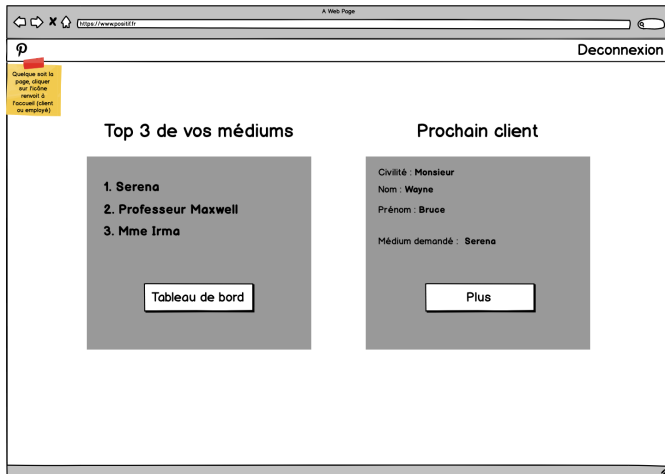 A Web Page
https://www.positif.fr
Deconnexion
Quelque soit la
page, cliquer
sur l'icône
renvoit à
l'accueil (client
ou employé)
Top 3 de vos médiums
1. Serena
2. Professeur Maxwell
3. Mme Irma
Tableau de bord
Prochain client
Civilité : Monsieur
Nom : Wayne
Prénom : Bruce
Médium demandé : Serena
Plus